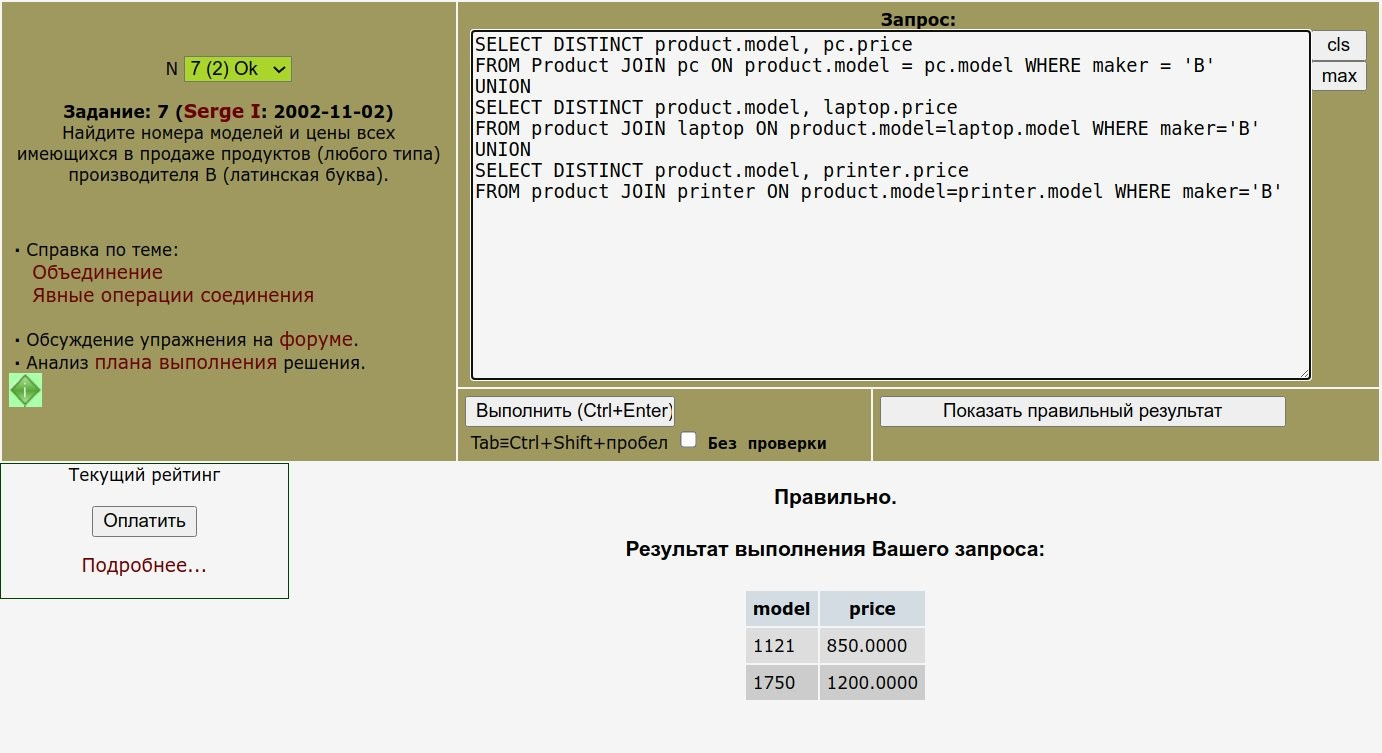 N 7 (2) Ok
Задание: 7 (Serge I: 2002-11-02)
Найдите номера моделей и цены всех
имеющихся в продаже продуктов (любого типа)
производителя B (латинская буква).
· Справка по теме:
Объединение
Явные операции соединения
· Обсуждение упражнения на форуме.
· Анализ плана выполнения решения.
Запрос:
SELECT DISTINCT product.model, pc.price
FROM Product JOIN pc ON product.model = pc.model WHERE maker = 'B'
UNION
SELECT DISTINCT product.model, laptop.price
FROM product JOIN laptop ON product.model=laptop.model WHERE maker='B'
UNION
SELECT DISTINCT product.model, printer.price
FROM product JOIN printer ON product.model=printer.model WHERE maker='B'
cls
max
Выполнить (Ctrl+Enter)
Показать правильный результат
Tab≡Ctrl+Shift+пробел Без проверки
Текущий рейтинг
Оплатить
Подробнее...
Правильно.
Результат выполнения Вашего запроса:
model price
1121 850.0000
1750 1200.0000